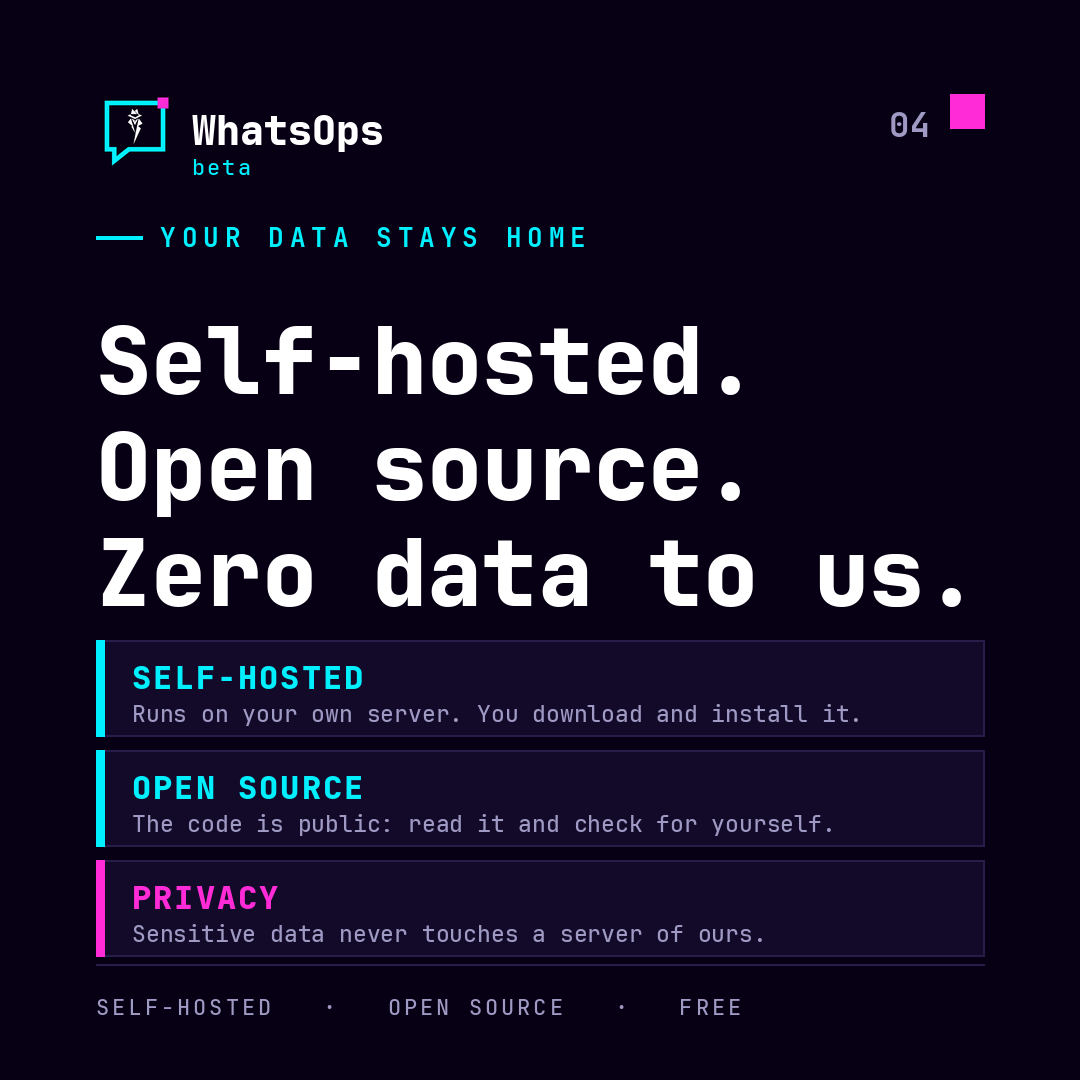 WhatsOps
beta
04
YOUR DATA STAYS HOME
Self-hosted.
Open source.
Zero data to us.
SELF-HOSTED
Runs on your own server. You download and install it.
OPEN SOURCE
The code is public: read it and check for yourself.
PRIVACY
Sensitive data never touches a server of ours.
SELF-HOSTED · OPEN SOURCE · FREE